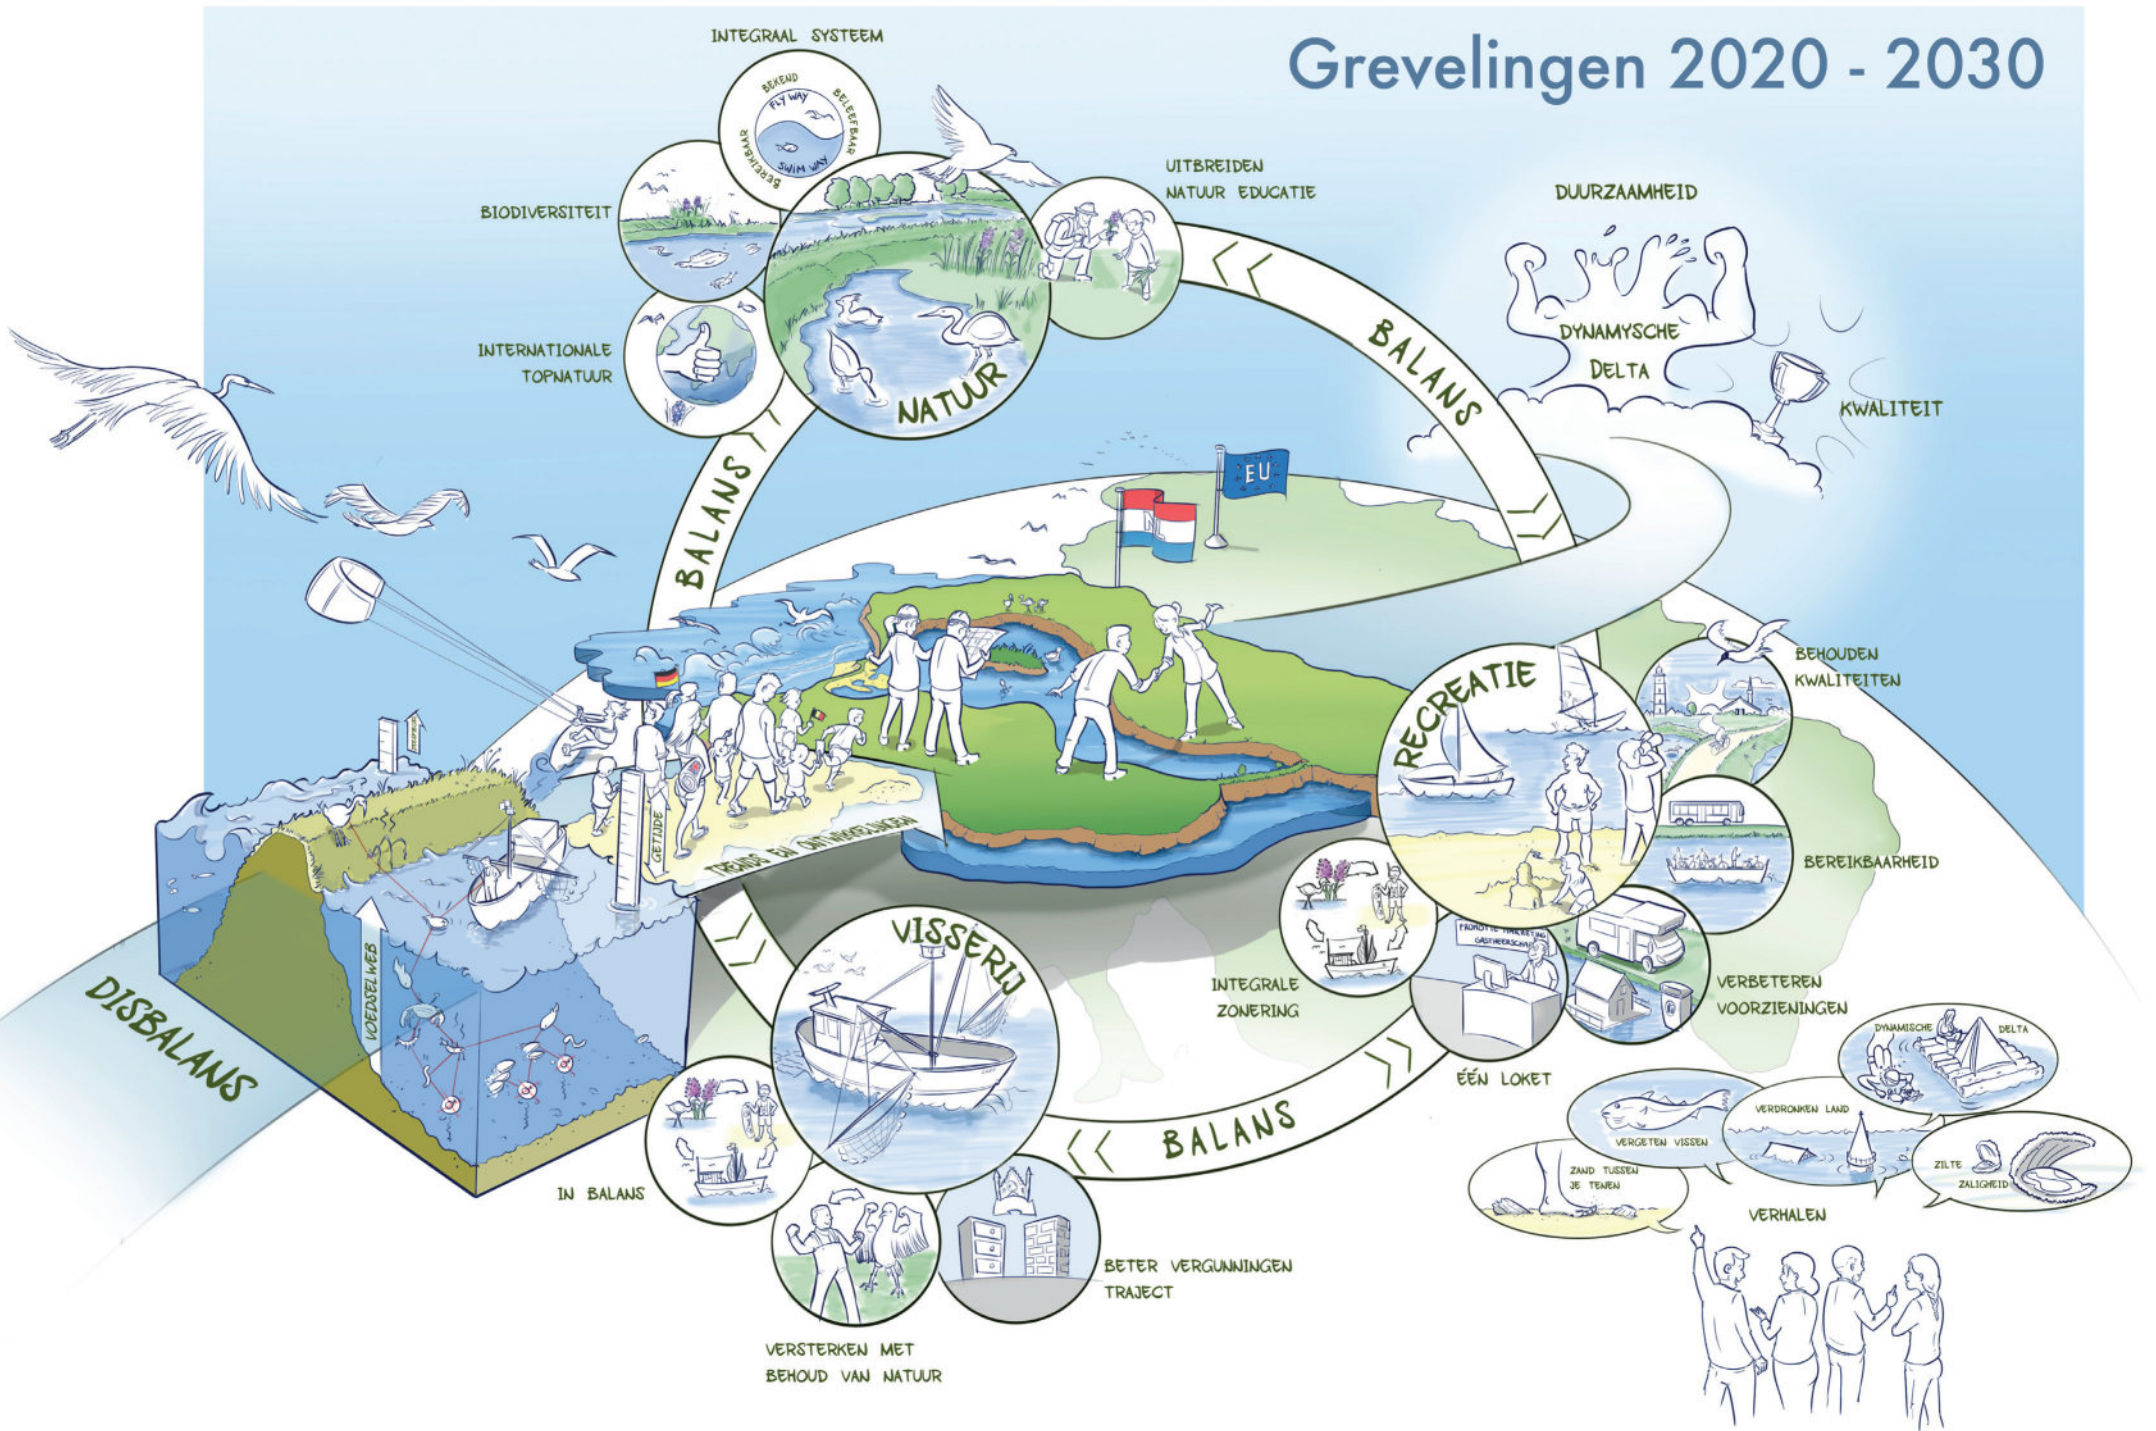 Grevelingen 2020 - 2030
INTEGRAAL SYSTEEM
BEKEND
BELEEFBAAR
BEREIKBAAR
FLY WAY
SWIM WAY
BIODIVERSITEIT
INTERNATIONALE
TOPNATUUR
NATUUR
UITBREIDEN
NATUUR EDUCATIE
BALANS
BALANS
DUURZAAMHEID
DYNAMYSCHE
DELTA
KWALITEIT
EU
NL
BEHOUDEN
KWALITEITEN
RECREATIE
BEREIKBAARHEID
GETIJDE
TRENDS EN ONTWIKKELINGEN
VOEDSELWEB
DISBALANS
VISSERIJ
INTEGRALE
ZONERING
PROMOTIE MARKETING
GASTHEERSCHAP
VERBETEREN
VOORZIENINGEN
ÉÉN LOKET
BALANS
IN BALANS
BETER VERGUNNINGEN
TRAJECT
VERSTERKEN MET
BEHOUD VAN NATUUR
DYNAMISCHE DELTA
VERGETEN VISSEN
VERDRONKEN LAND
ZAND TUSSEN
JE TENEN
ZILTE
ZALIGHEID
VERHALEN